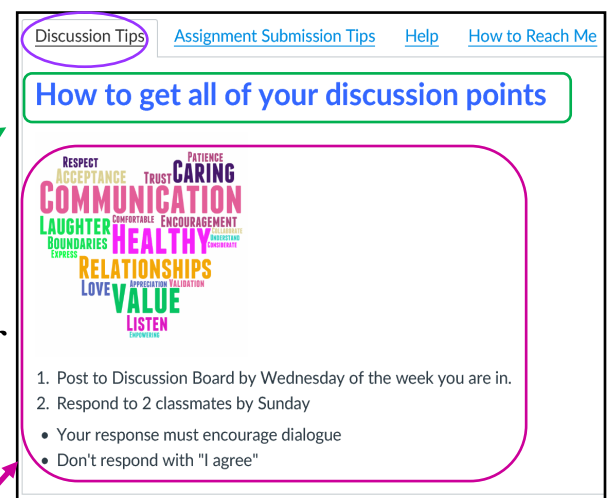 Discussion Tips Assignment Submission Tips Help How to Reach Me
How to get all of your discussion points
RESPECT PATIENCE
ACCEPTANCE TRUST CARING
COMMUNICATION
LAUGHTER COMFORTABLE ENCOURAGEMENT
BOUNDARIES HEALTHY COLLABORATE
UNDERSTAND
EXPRESS CONSIDERATE
RELATIONSHIPS
LOVE APPRECIATION VALIDATION
VALUE
LISTEN
EMPOWERING
1. Post to Discussion Board by Wednesday of the week you are in.
2. Respond to 2 classmates by Sunday
• Your response must encourage dialogue
• Don't respond with "I agree"